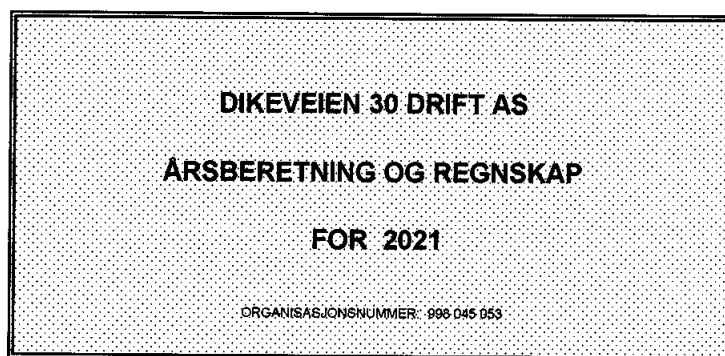 DIKEVEIEN 30 DRIFT AS
ÅRSBERETNING OG REGNSKAP
FOR 2021
ORGANISASJONSNUMMER: 998 045 053